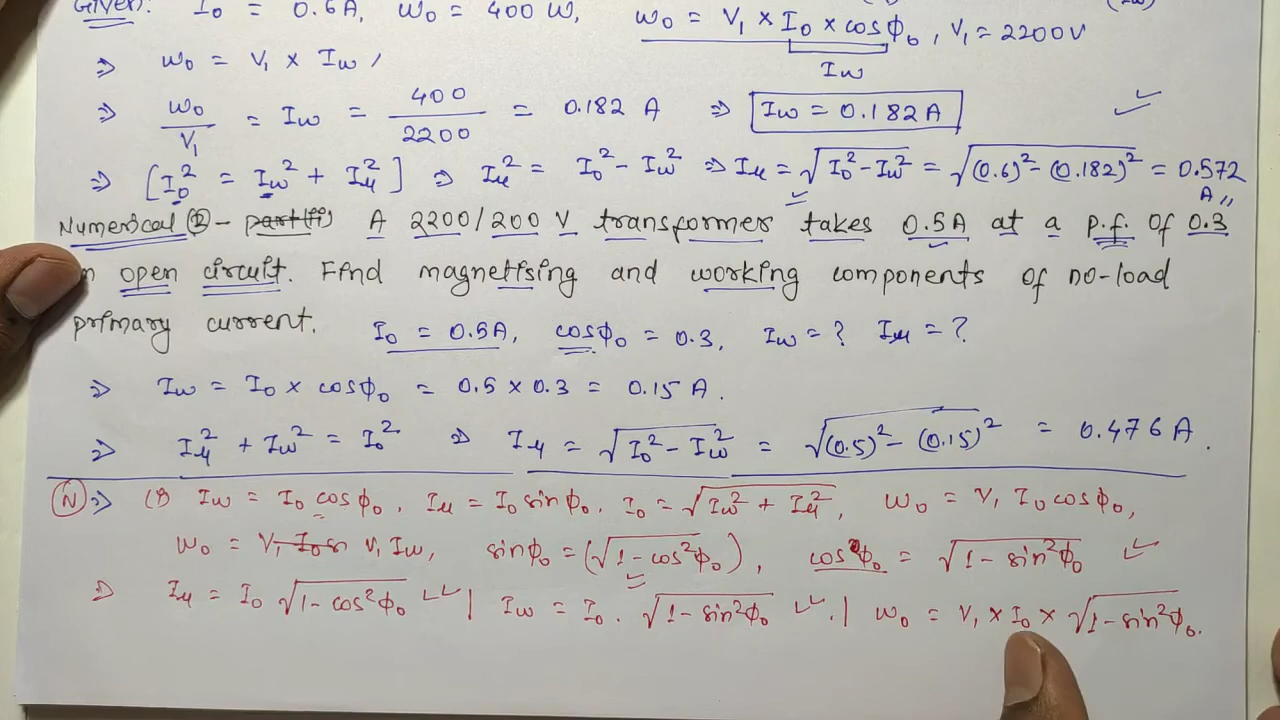 Given: I₀ = 0.6A, W₀ = 400 W, W₀ = V₁ × I₀ × cosϕ₀, V₁ = 2200V
Iw
⇒ W₀ = V₁ × Iw,
⇒ W₀/V₁ = Iw = 400/2200 = 0.182 A ⇒ Iw = 0.182A
⇒ [I₀² = Iw² + Iμ²] ⇒ Iμ² = I₀² - Iw² ⇒ Iμ = √(I₀² - Iw²) = √((0.6)² - (0.182)²) = 0.572 A,,
Numerical ② - A 2200/200 V transformer takes 0.5A at a p.f. of 0.3
open circuit. Find magnetising and working components of no-load
primary current. I₀ = 0.5A, cosϕ₀ = 0.3, Iw = ? Iμ = ?
⇒ Iw = I₀ × cosϕ₀ = 0.5 × 0.3 = 0.15 A.
⇒ Iμ² + Iw² = I₀² ⇒ Iμ = √(I₀² - Iw²) = √((0.5)² - (0.15)²) = 0.476 A.
(N) ⇒ (i) Iw = I₀ cosϕ₀, Iμ = I₀ sinϕ₀, I₀ = √(Iw² + Iμ²), W₀ = V₁ I₀ cosϕ₀,
W₀ = V₁ Iw, sinϕ₀ = (√(1 - cos²ϕ₀)), cosϕ₀ = √(1 - sin²ϕ₀)
⇒ Iμ = I₀ √(1 - cos²ϕ₀) | Iw = I₀ . √(1 - sin²ϕ₀) . | W₀ = V₁ × I₀ × √(1 - sin²ϕ₀).